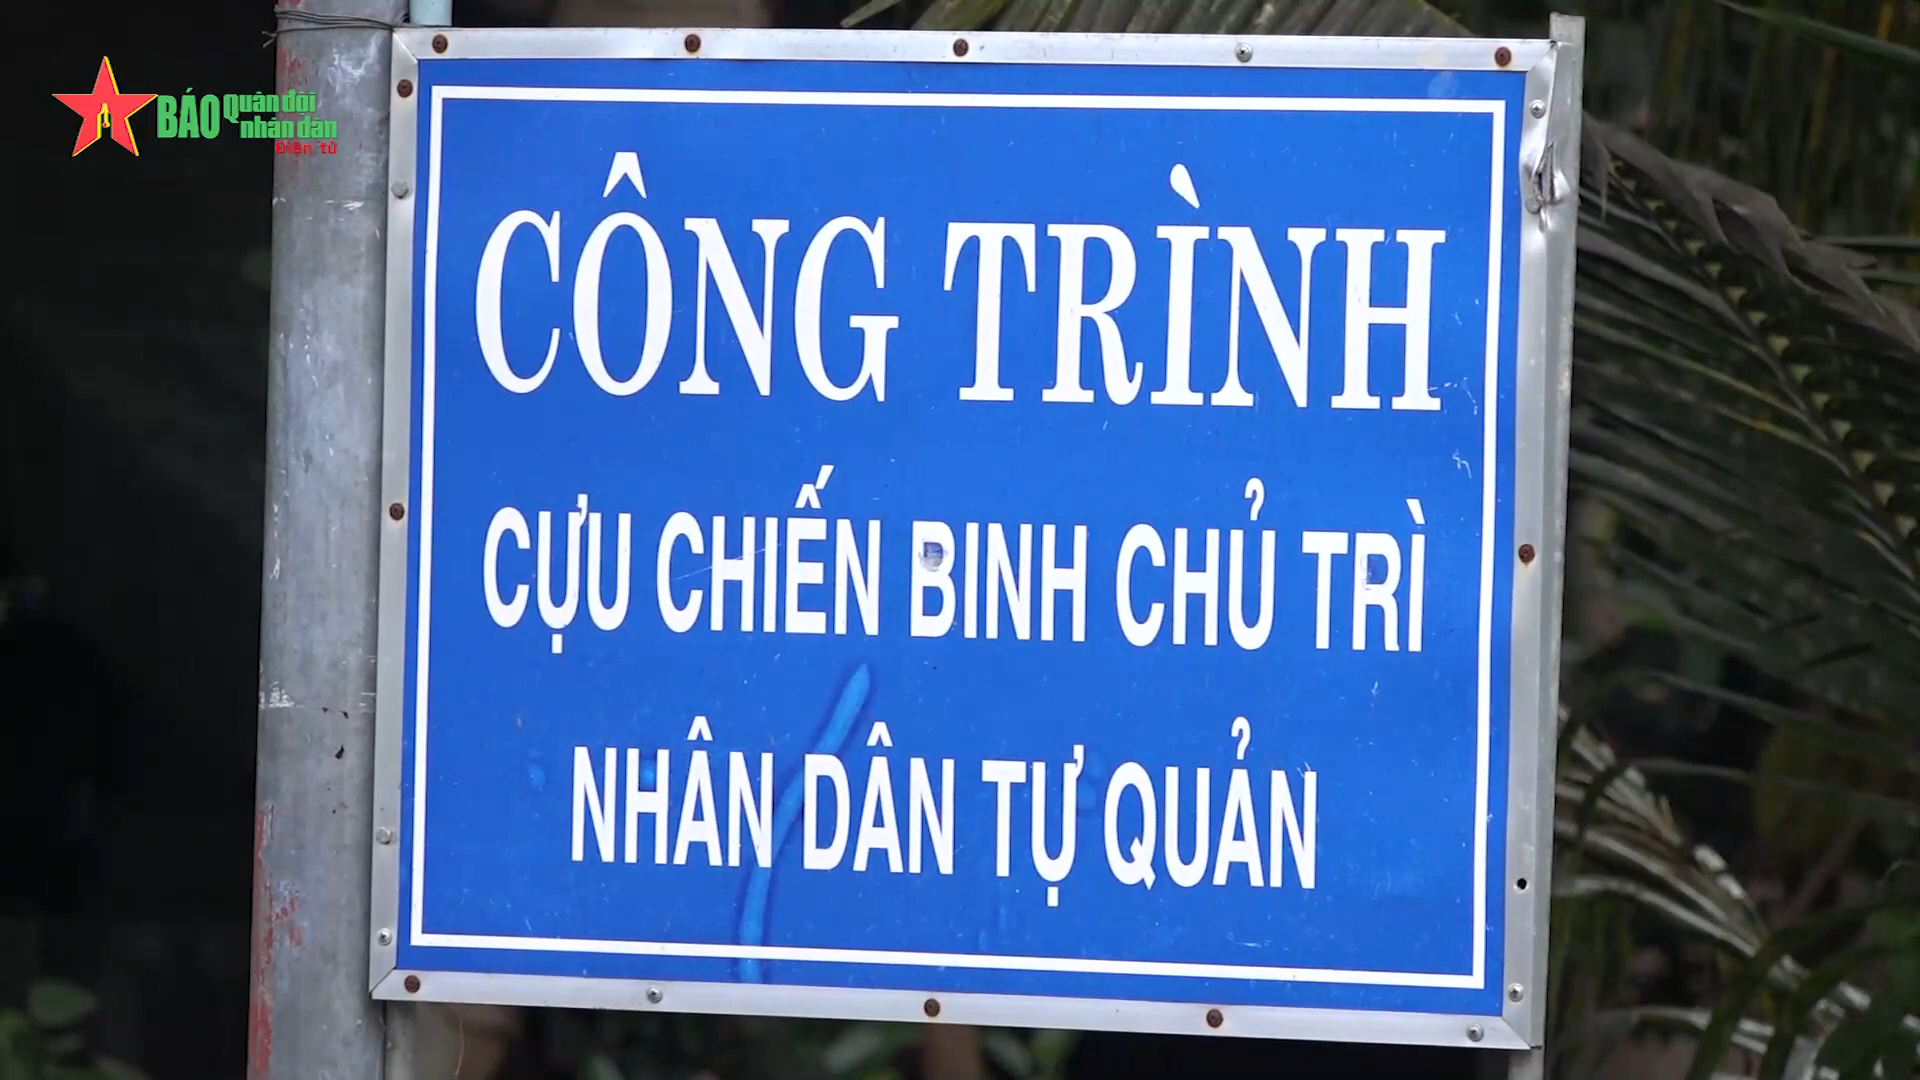 BÁO Quân đội
nhân dân
Điện tử
CÔNG TRÌNH
CỰU CHIẾN BINH CHỦ TRÌ
NHÂN DÂN TỰ QUẢN